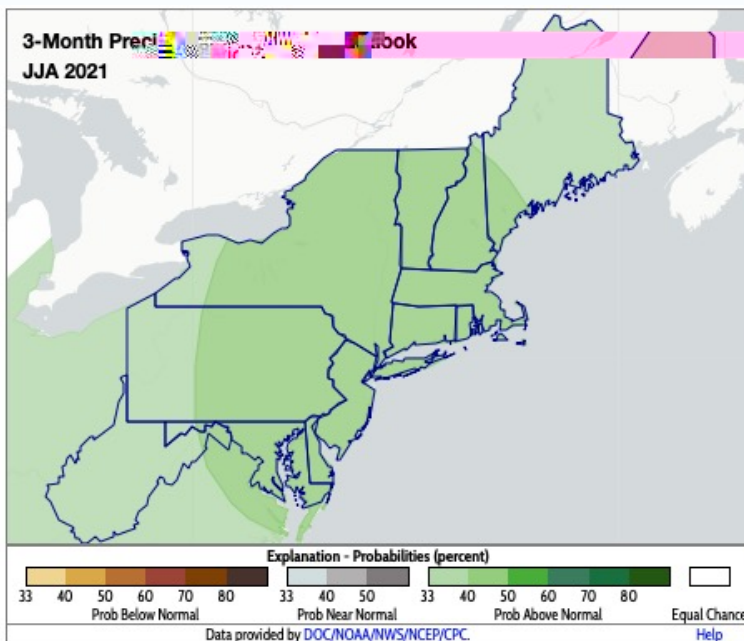 3-Month
ook
JJA 2021
Explanation - Probabilities (percent)
33 40 50 60 70 80 33 40 50 33 40 50 60 70 80
Prob Below Normal Prob Near Normal Prob Above Normal Equal Chance
Data provided by DOC/NOAA/NWS/NCEP/CPC. Help